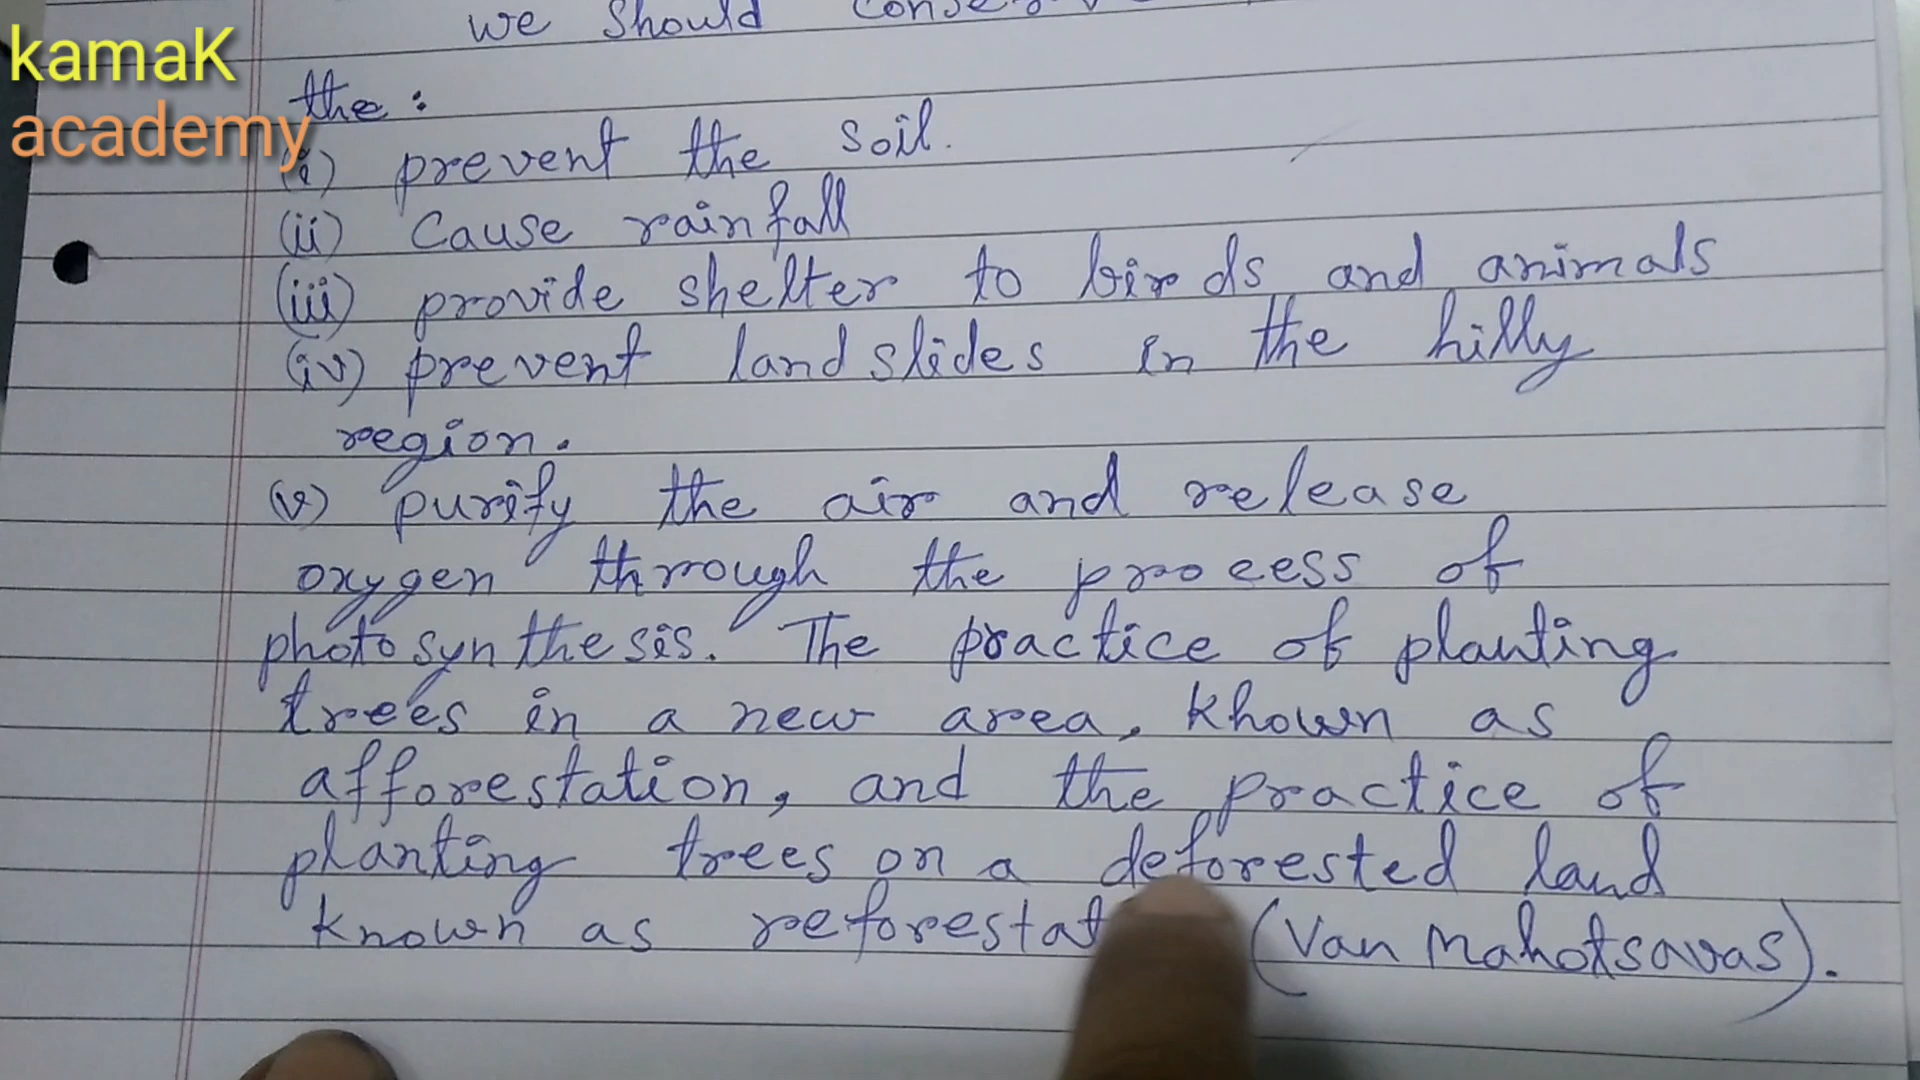 we should
kamaK
academy
the:
(i) prevent the soil.
(ii) Cause rainfall
(iii) provide shelter to birds and animals
(iv) prevent landslides in the hilly
region.
(v) purify the air and release
oxygen through the process of
photosynthesis. The practice of planting
trees in a new area, known as
afforestation, and the practice of
planting trees on a deforested land
known as (Van Mahotsavas).